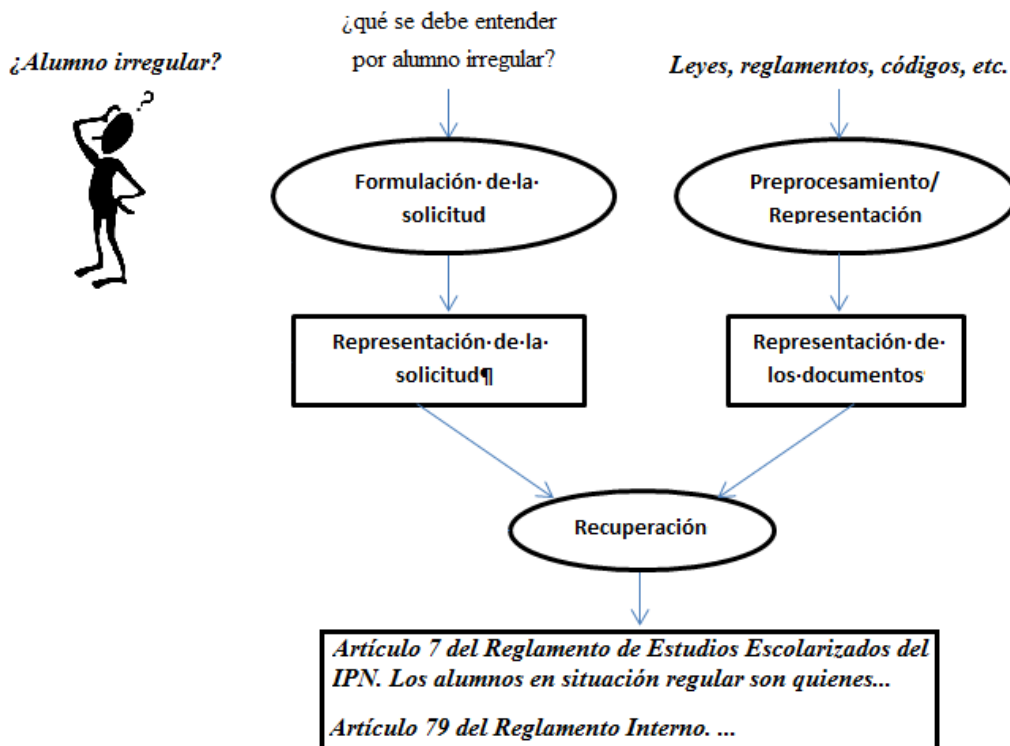 ¿Alumno irregular?
¿qué se debe entender
por alumno irregular?
Leyes, reglamentos, códigos, etc.
?
Formulación·de·la·
solicitud
Preprocesamiento/
Representación
Representación·de·la·
solicitud¶
Representación·de·
los·documentos
Recuperación
Artículo 7 del Reglamento de Estudios Escolarizados del
IPN. Los alumnos en situación regular son quienes...
Artículo 79 del Reglamento Interno. ...